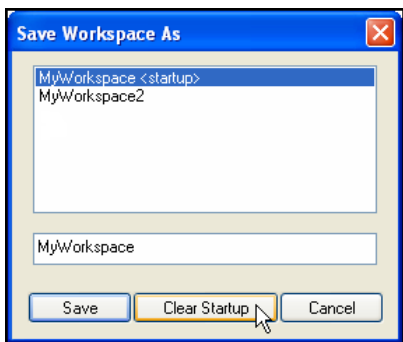 Save Workspace As
MyWorkspace <startup>
MyWorkspace2
MyWorkspace
Save Clear Startup Cancel